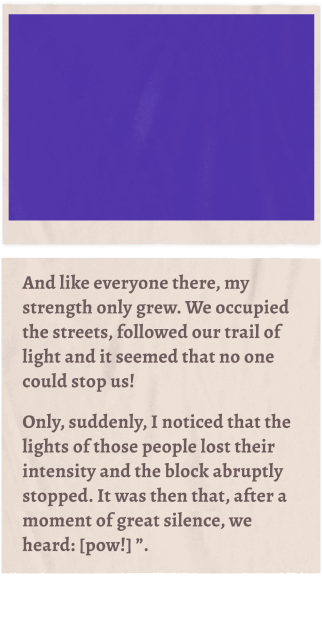 And like everyone there, my
strength only grew. We occupied
the streets, followed our trail of
light and it seemed that no one
could stop us!
Only, suddenly, I noticed that the
lights of those people lost their
intensity and the block abruptly
stopped. It was then that, after a
moment of great silence, we
heard: [pow!] ”.